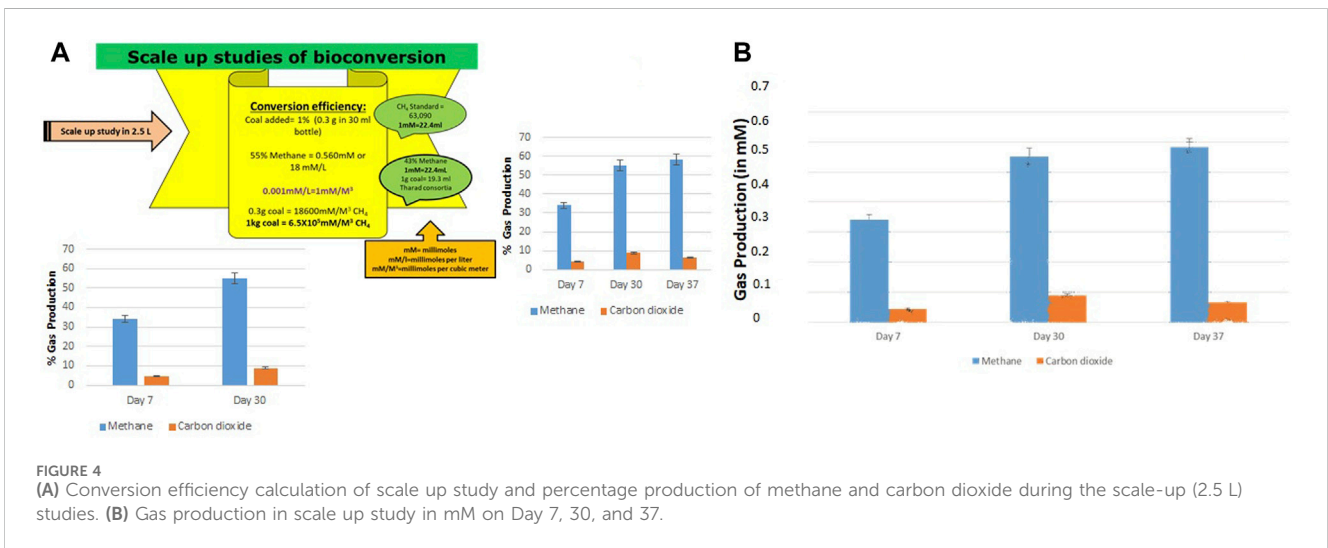 A
Scale up studies of bioconversion
Scale up study in 2.5 L
Conversion efficiency:
Coal added= 1% (0.3 g in 30 ml
bottle)
55% Methane = 0.560mM or
18 mM/L
0.001mM/L=1mM/M³
0.3g coal = 18600mM/M³ CH₄
1kg coal = 6.5X10⁵mM/M³ CH₄
CH₄ Standard =
63,090
1mM=22.4ml
43% Methane
1mM=22.4mL
1g coal= 19.3 ml
Tharad consortia
mM= millimoles
mM/l=millimoles per liter
mM/M³=millimoles per cubic meter
% Gas Production
70
60
50
40
30
20
10
0
Day 7
Day 30
Methane
Carbon dioxide
% Gas Production
70
60
50
40
30
20
10
0
Day 7
Day 30
Day 37
Methane
Carbon dioxide
B
Gas Production (in mM)
0.7
0.6
0.5
0.4
0.3
0.2
0.1
0
Day 7
Day 30
Day 37
Methane
Carbon dioxide
FIGURE 4
(A) Conversion efficiency calculation of scale up study and percentage production of methane and carbon dioxide during the scale-up (2.5 L)
studies. (B) Gas production in scale up study in mM on Day 7, 30, and 37.